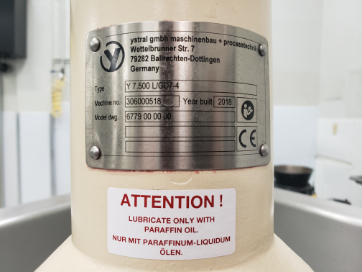 ystral gmbh maschinenbau + processtechnik
Wettelbrunner Str. 7
79282 Ballrechten-Dottingen
Germany
Type Y 7.500 L/GD7-4
Machine no. 306000518 Year built 2018
Model dwg. 6779 00 00 00
CE
ATTENTION !
LUBRICATE ONLY WITH
PARAFFIN OIL.
NUR MIT PARAFFINUM-LIQUIDUM
ÖLEN.